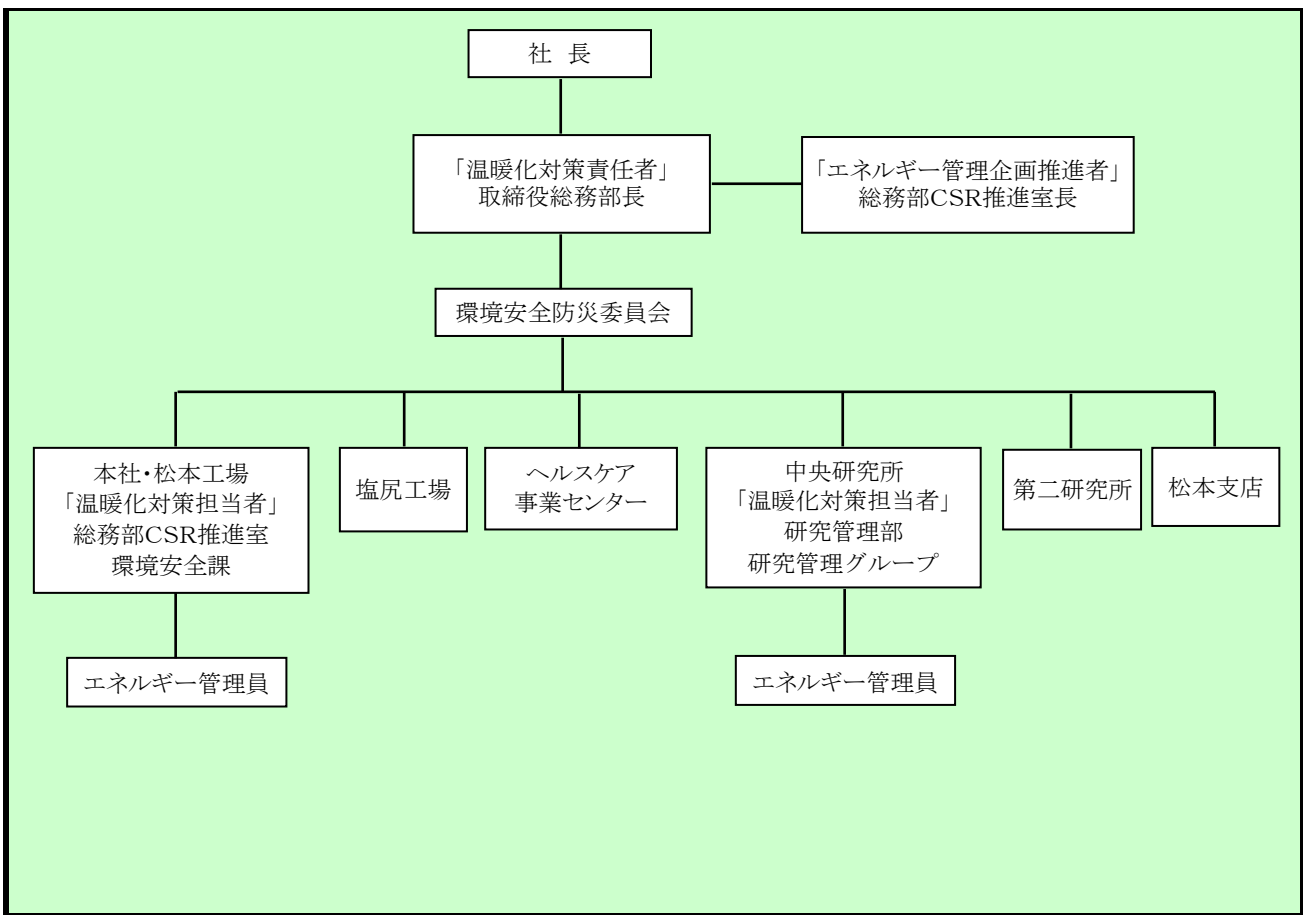 社 長
「温暖化対策責任者」
取締役総務部長
「エネルギー管理企画推進者」
総務部CSR推進室長
環境安全防災委員会
本社・松本工場
「温暖化対策担当者」
総務部CSR推進室
環境安全課
塩尻工場
ヘルスケア
事業センター
中央研究所
「温暖化対策担当者」
研究管理部
研究管理グループ
第二研究所
松本支店
エネルギー管理員
エネルギー管理員